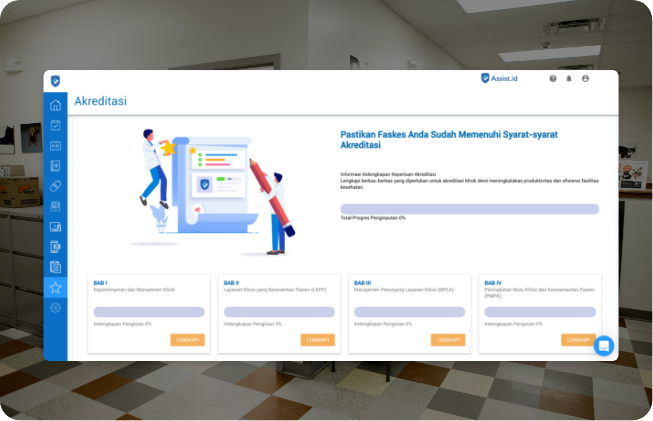 Assist.id
Akreditasi
Pastikan Faskes Anda Sudah Memenuhi Syarat-syarat
Akreditasi
Informasi Kelengkapan Keperluan Akreditasi
Lengkapi berkas-berkas yang diperlukan untuk akreditasi klinik demi meningkatakan produktivitas dan efisiensi fasilitas
kesehatan.
Total Progres Penginputan 0%
BAB I
Kepemimpinan dan Manajemen Klinik
Kelengkapan Pengisian 0%
LENGKAPI
BAB II
Layanan Klinis yang Berorientasi Pasien (LKPP)
Kelengkapan Pengisian 0%
LENGKAPI
BAB III
Manajemen Penunjang Layanan Klinis (MPLK)
Kelengkapan Pengisian 0%
LENGKAPI
BAB IV
Peningkatan Mutu Klinis dan Keselamantan Pasien
(PMPK)
Kelengkapan Pengisian 0%
LENGKAPI